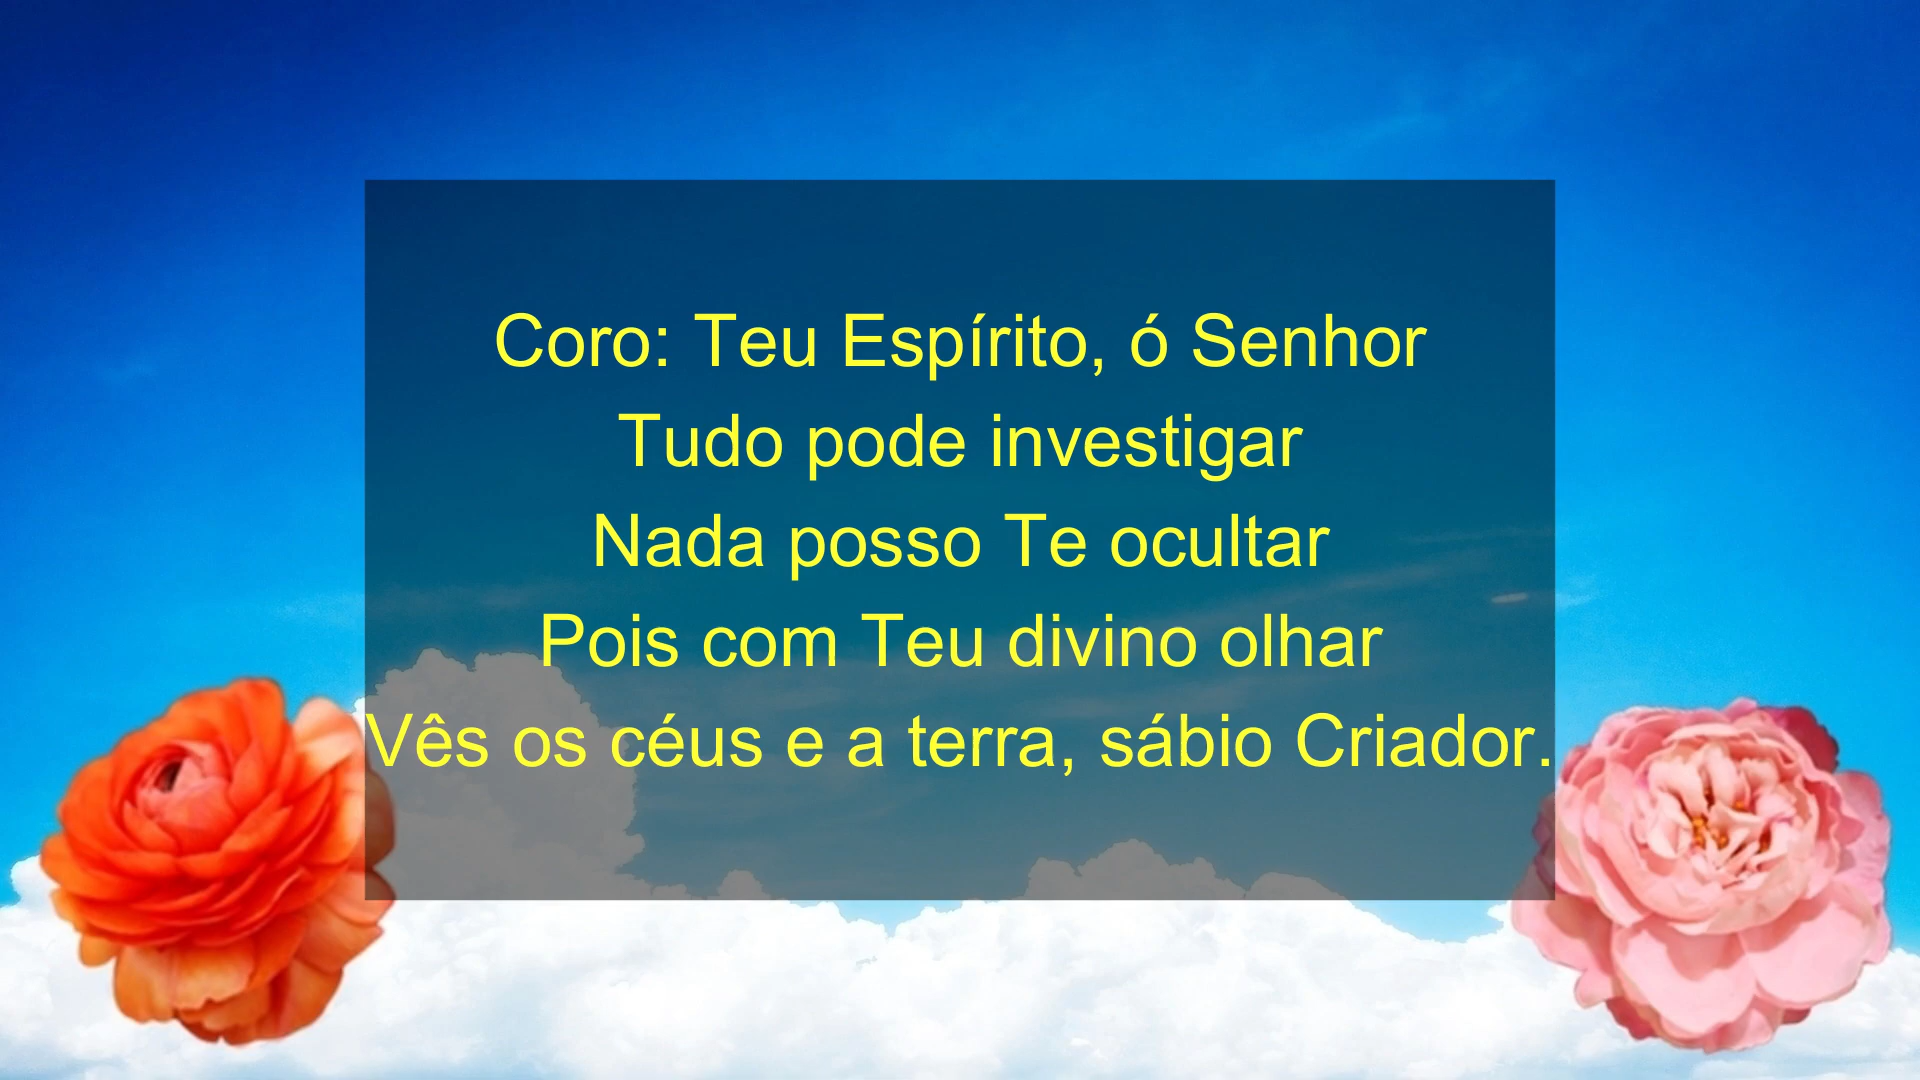 Coro: Teu Espírito, ó Senhor
Tudo pode investigar
Nada posso Te ocultar
Pois com Teu divino olhar
Vês os céus e a terra, sábio Criador.